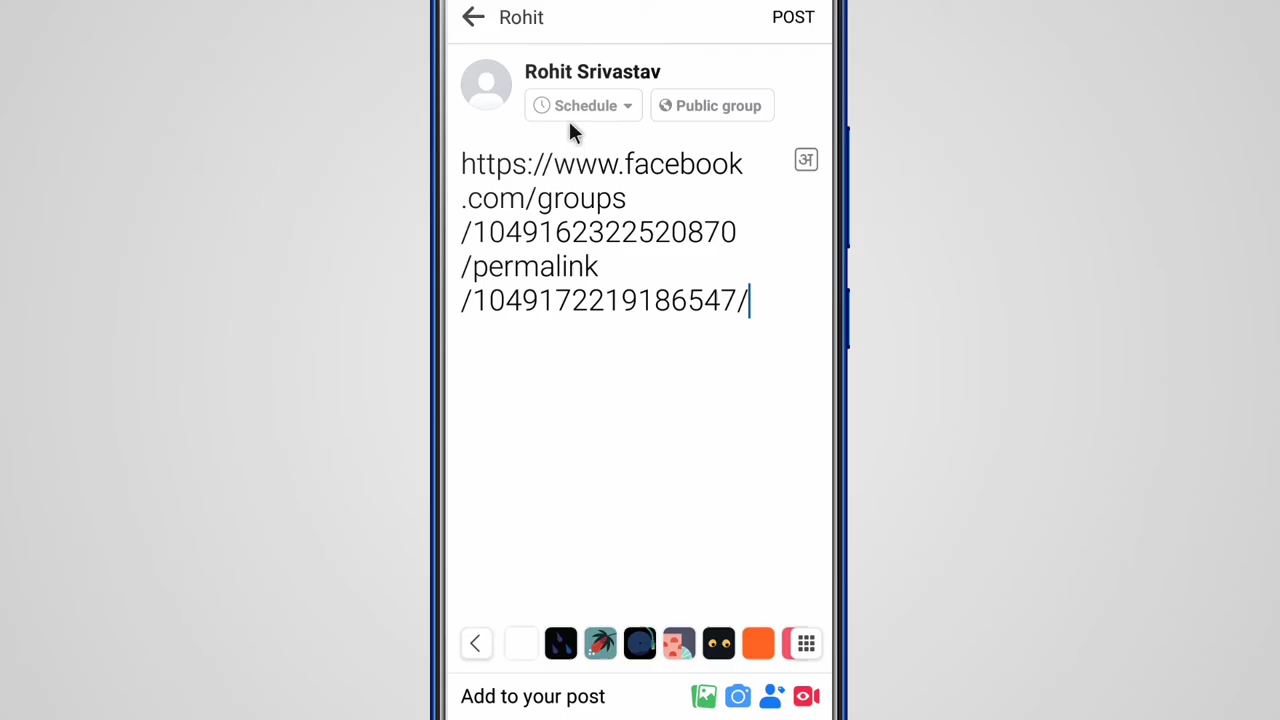 Rohit
POST
Rohit Srivastav
Schedule
Public group
https://www.facebook
.com/groups
/1049162322520870
/permalink
/1049172219186547/
अ
Add to your post